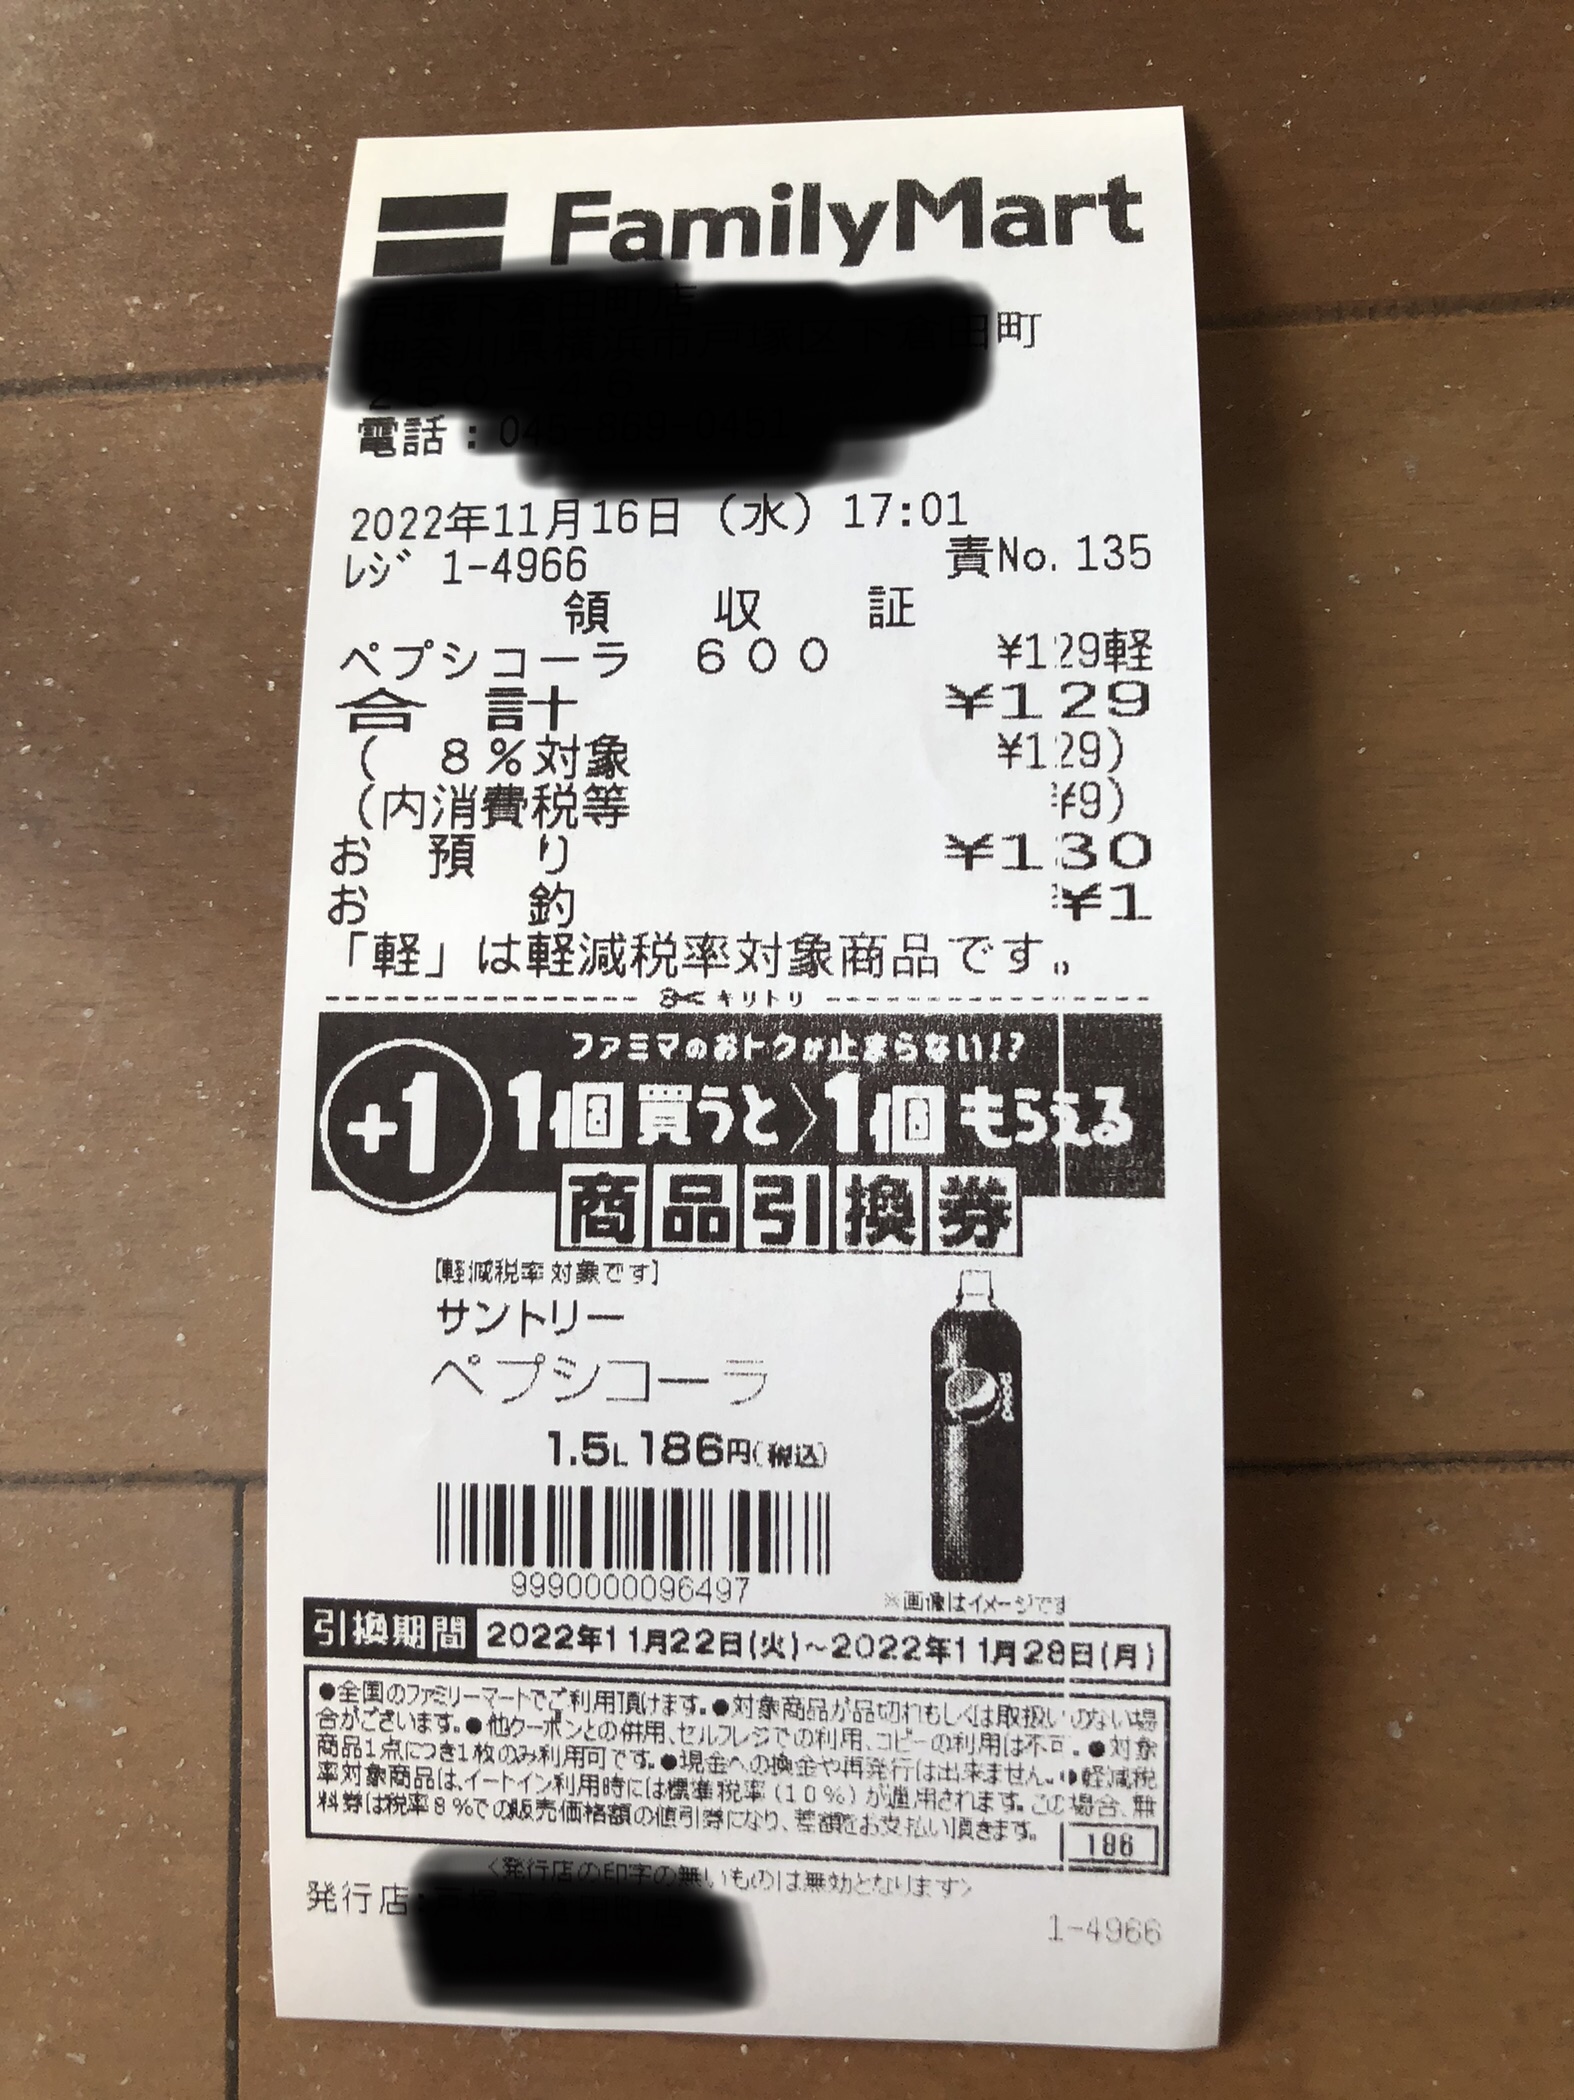 FamilyMart
町
電話:
2022年11月16日（水）17:01
ﾚｼﾞ 1-4966 責No.135
領収証
ペプシコーラ　６００ ¥129軽
合計 ¥129
（　８％対象 ¥129）
（内消費税等 ¥9）
お預り ¥130
お釣 ¥1
「軽」は軽減税率対象商品です。
キリトリ
ファミマのおトクが止まらない!?
+1 1個買うと〉1個もらえる
商品引換券
[軽減税率対象です]
サントリー
ペプシコーラ
1.5L 186円(税込)
pepsi
9990000096497
※画像はイメージです
引換期間 2022年11月22日(火)～2022年11月28日(月)
●全国のファミリーマートでご利用頂けます。●対象商品が品切れもしくは取扱いのない場
合がございます。●他クーポンとの併用、セルフレジでの利用、コピーの利用は不可。●対象
商品1点につき1枚のみ利用可です。●現金への換金や再発行は出来ません。●軽減税
率対象商品は、イートイン利用時には標準税率(10%)が適用されます。この場合、無
料券は税率8%での販売価格額の値引券になり、差額をお支払い頂きます。
186
<発行店の印字の無いものは無効となります>
発行店:
1-4966